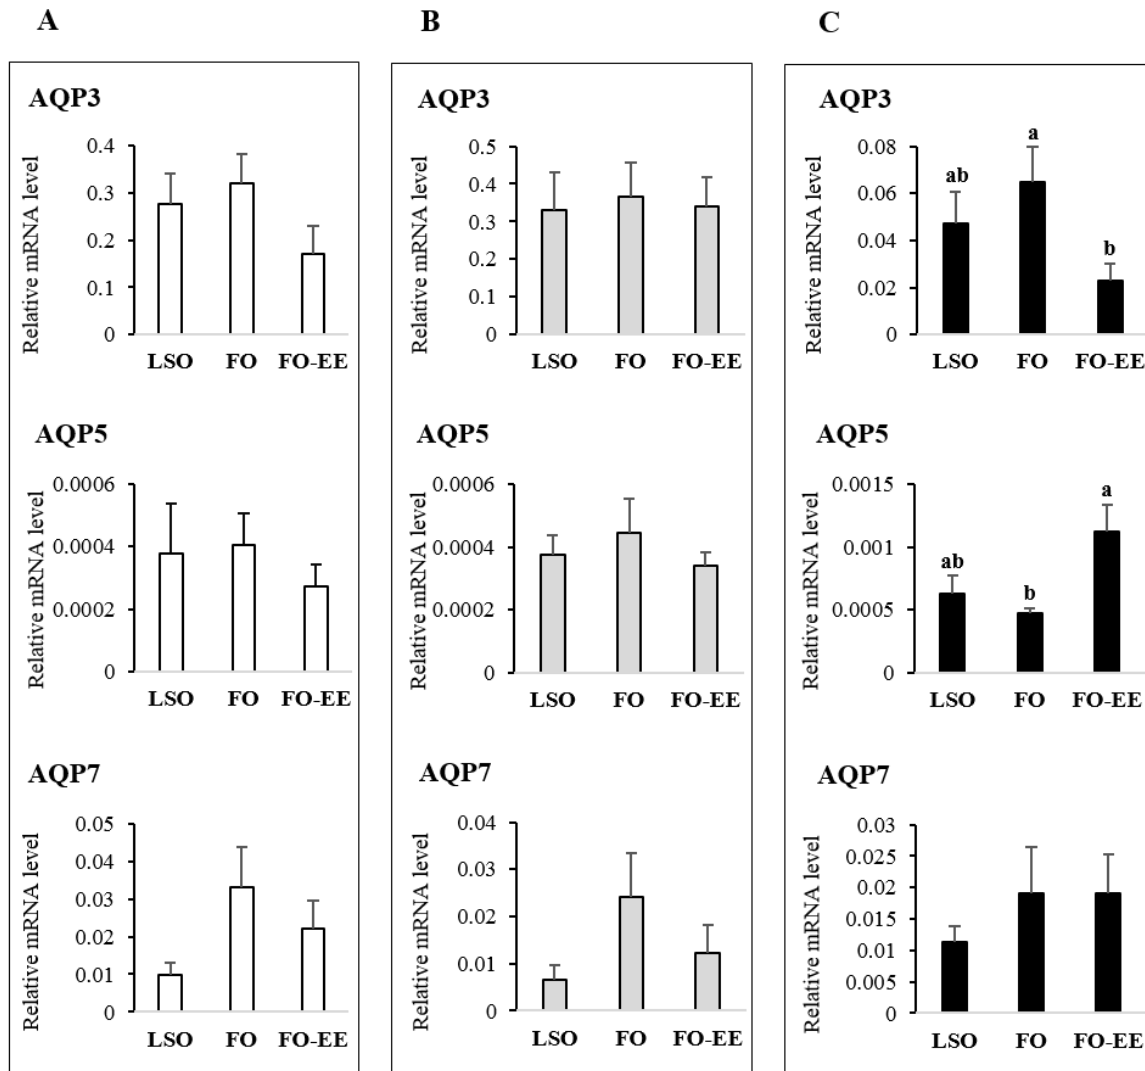 A
B
C
AQP3
Relative mRNA level
0.4
0.3
0.2
0.1
0
LSO FO FO-EE
AQP5
Relative mRNA level
0.0006
0.0004
0.0002
0
LSO FO FO-EE
AQP7
Relative mRNA level
0.05
0.04
0.03
0.02
0.01
0
LSO FO FO-EE
AQP3
Relative mRNA level
0.5
0.4
0.3
0.2
0.1
0
LSO FO FO-EE
AQP5
Relative mRNA level
0.0006
0.0004
0.0002
0
LSO FO FO-EE
AQP7
Relative mRNA level
0.04
0.03
0.02
0.01
0
LSO FO FO-EE
AQP3
Relative mRNA level
0.08
0.06
0.04
0.02
0
ab
a
b
LSO FO FO-EE
AQP5
Relative mRNA level
0.0015
0.001
0.0005
0
ab
b
a
LSO FO FO-EE
AQP7
Relative mRNA level
0.03
0.025
0.02
0.015
0.01
0.005
0
LSO FO FO-EE